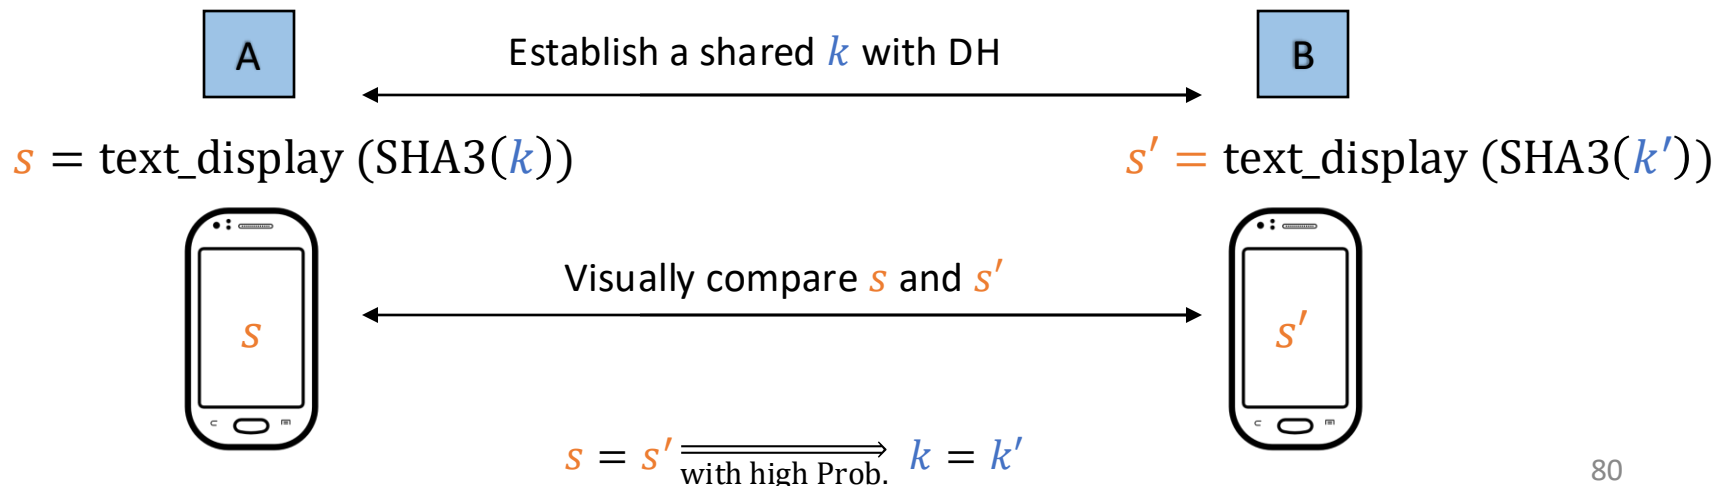 A
Establish a shared k with DH
B
s = text_display (SHA3(k))
s′ = text_display (SHA3(k′))
Visually compare s and s′
s
s′
s = s′ ⟹ k = k′
with high Prob.
80